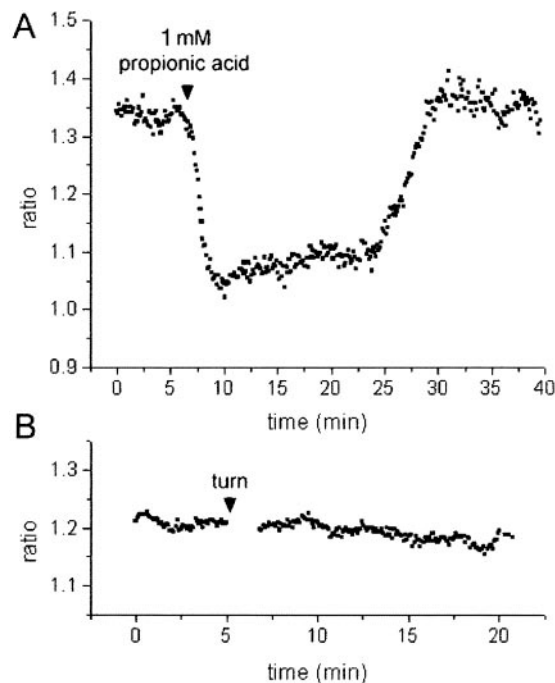 A
1 mM
propionic acid
1.5
1.4
1.3
1.2
1.1
1.0
0.9
ratio
0 5 10 15 20 25 30 35 40
time (min)
B
turn
1.3
1.2
1.1
ratio
0 5 10 15 20
time (min)